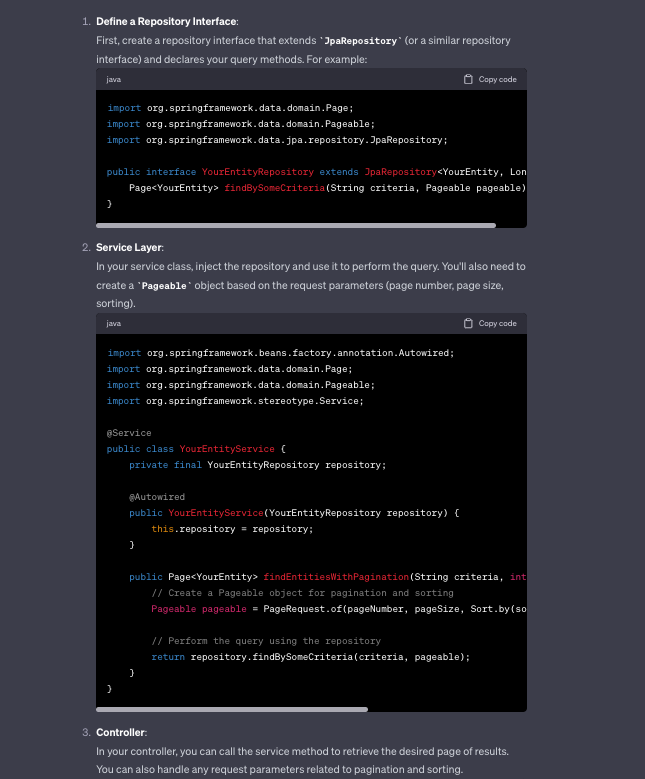 1. Define a Repository Interface:
First, create a repository interface that extends `JpaRepository` (or a similar repository
interface) and declares your query methods. For example:
java Copy code
import org.springframework.data.domain.Page;
import org.springframework.data.domain.Pageable;
import org.springframework.data.jpa.repository.JpaRepository;
public interface YourEntityRepository extends JpaRepository<YourEntity, Lon
Page<YourEntity> findBySomeCriteria(String criteria, Pageable pageable)
}
2. Service Layer:
In your service class, inject the repository and use it to perform the query. You'll also need to
create a `Pageable` object based on the request parameters (page number, page size,
sorting).
java Copy code
import org.springframework.beans.factory.annotation.Autowired;
import org.springframework.data.domain.Page;
import org.springframework.data.domain.Pageable;
import org.springframework.stereotype.Service;
@Service
public class YourEntityService {
private final YourEntityRepository repository;
@Autowired
public YourEntityService(YourEntityRepository repository) {
this.repository = repository;
}
public Page<YourEntity> findEntitiesWithPagination(String criteria, int
// Create a Pageable object for pagination and sorting
Pageable pageable = PageRequest.of(pageNumber, pageSize, Sort.by(so
// Perform the query using the repository
return repository.findBySomeCriteria(criteria, pageable);
}
}
3. Controller:
In your controller, you can call the service method to retrieve the desired page of results.
You can also handle any request parameters related to pagination and sorting.